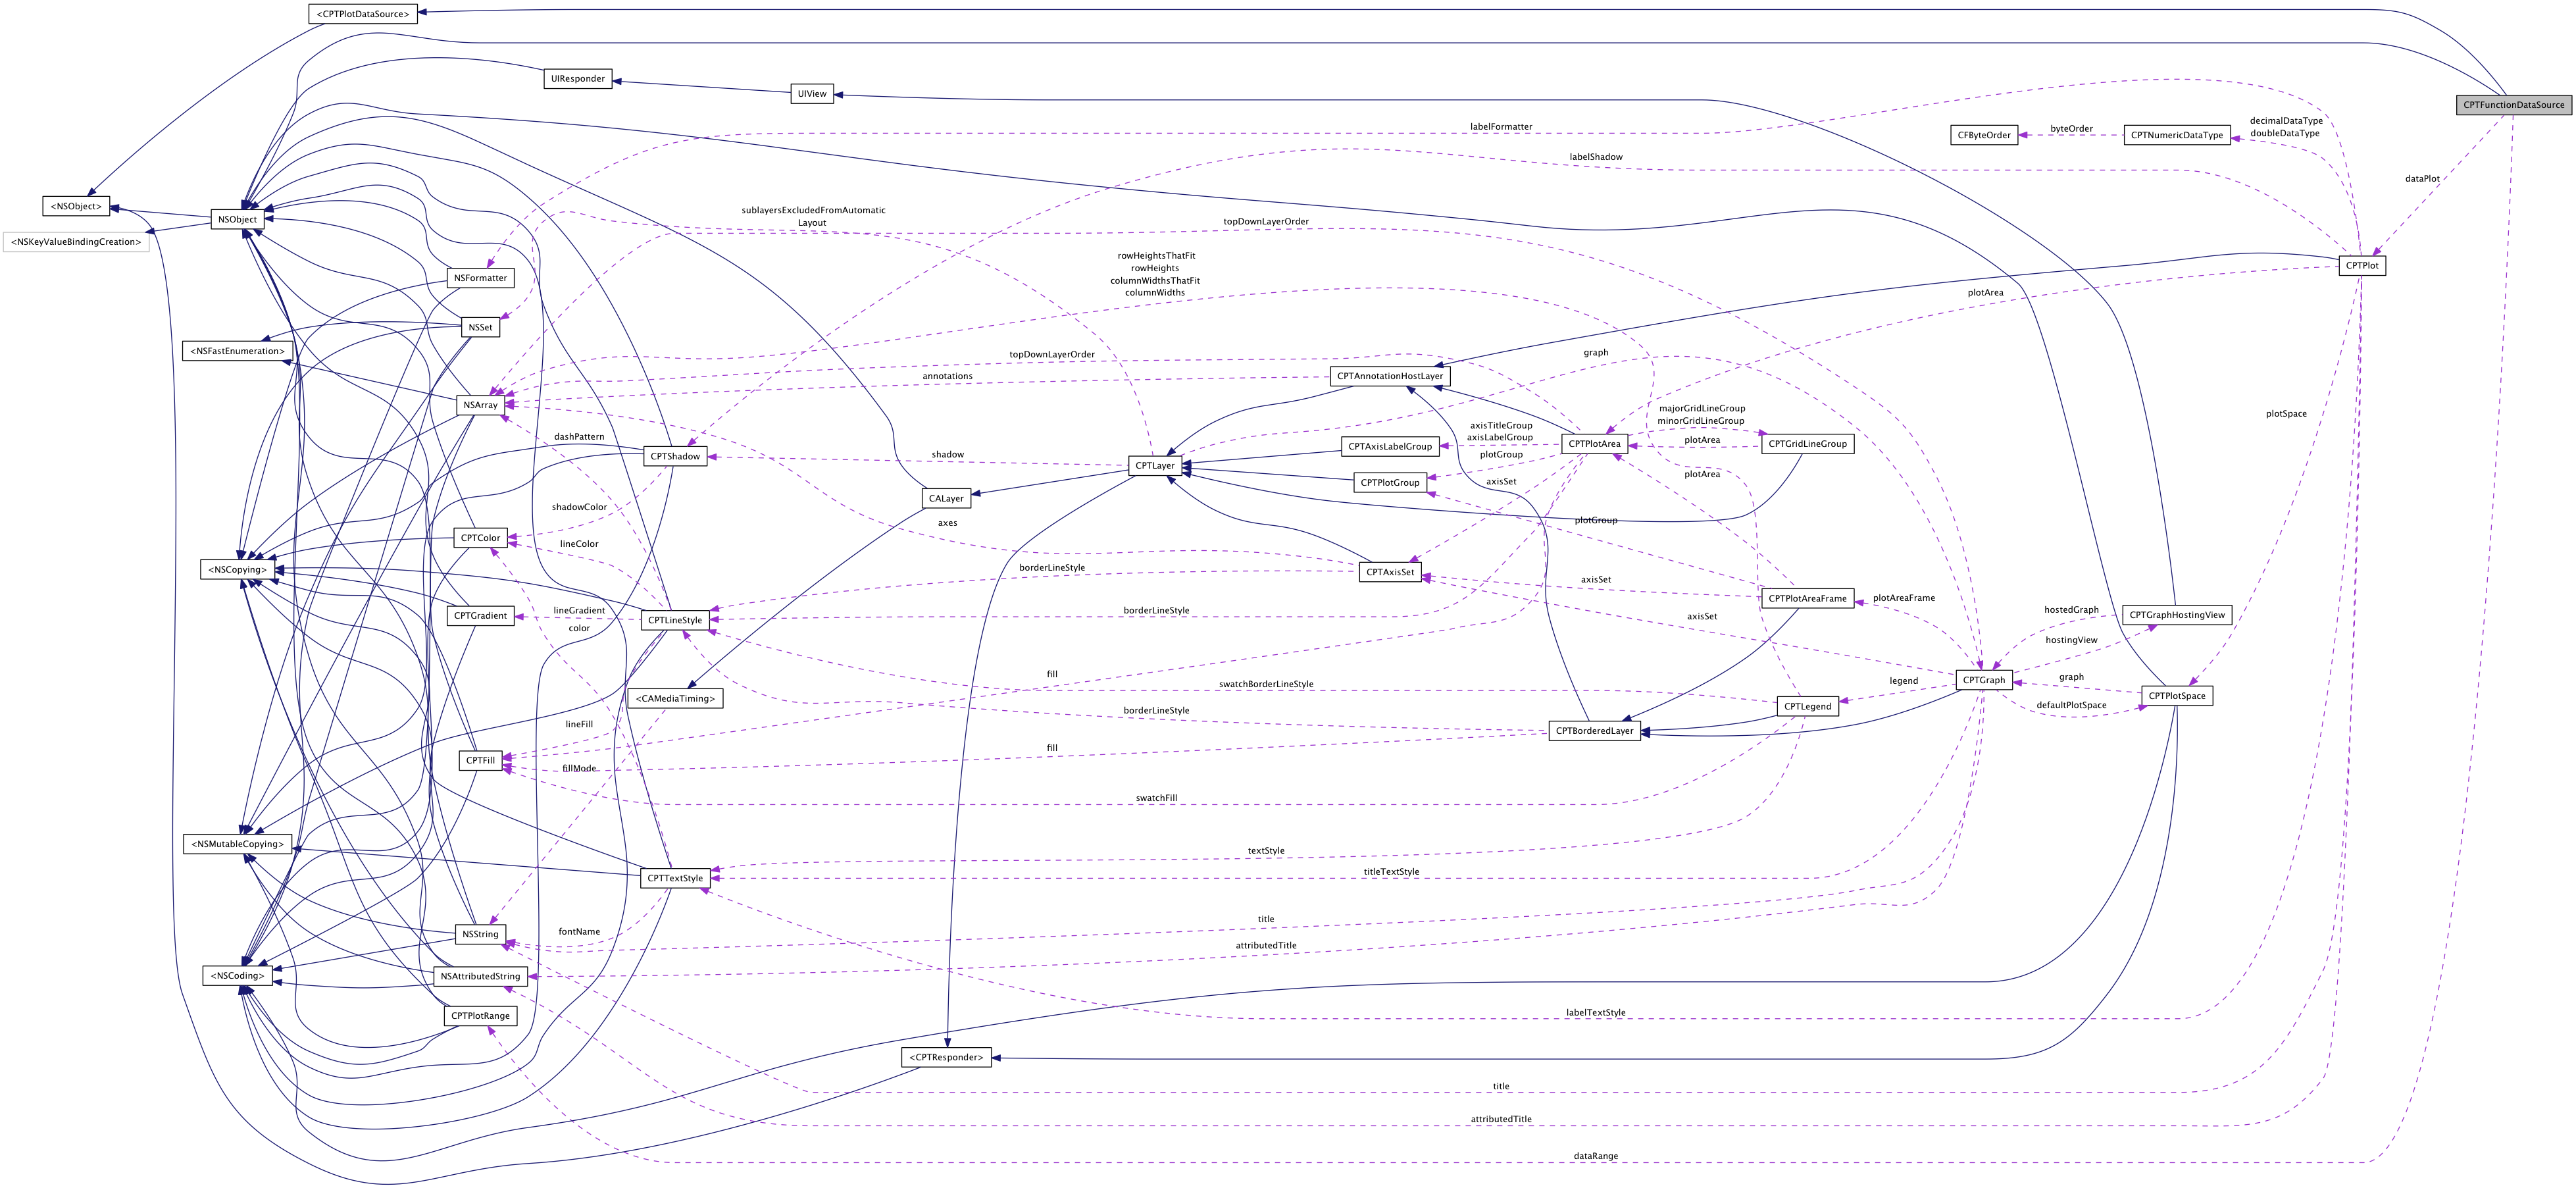 <CPTPlotDataSource>
UIResponder
UIView
CPTFunctionDataSource
labelFormatter
decimalDataType
doubleDataType
byteOrder
CFByteOrder
CPTNumericDataType
labelShadow
dataPlot
<NSObject>
NSObject
<NSKeyValueBindingCreation>
sublayersExcludedFromAutomatic
Layout
topDownLayerOrder
rowHeightsThatFit
rowHeights
columnWidthsThatFit
columnWidths
CPTPlot
NSFormatter
plotArea
NSSet
<NSFastEnumeration>
topDownLayerOrder
graph
annotations
CPTAnnotationHostLayer
NSArray
majorGridLineGroup
minorGridLineGroup
plotSpace
axisTitleGroup
axisLabelGroup
dashPattern
CPTShadow
shadow
CPTLayer
CPTAxisLabelGroup
CPTPlotArea
plotArea
CPTGridLineGroup
plotGroup
CPTPlotGroup
axisSet
plotArea
CALayer
shadowColor
axes
plotGroup
CPTColor
lineColor
<NSCopying>
borderLineStyle
CPTAxisSet
axisSet
CPTPlotAreaFrame
plotAreaFrame
lineGradient
CPTGradient
color
CPTLineStyle
borderLineStyle
axisSet
hostedGraph
CPTGraphHostingView
hostingView
fill
swatchBorderLineStyle
legend
CPTGraph
graph
CPTPlotSpace
defaultPlotSpace
<CAMediaTiming>
borderLineStyle
CPTLegend
lineFill
CPTBorderedLayer
fill
CPTFill
fillMode
swatchFill
<NSMutableCopying>
textStyle
CPTTextStyle
titleTextStyle
title
fontName
NSString
attributedTitle
<NSCoding>
NSAttributedString
CPTPlotRange
labelTextStyle
<CPTResponder>
title
attributedTitle
dataRange